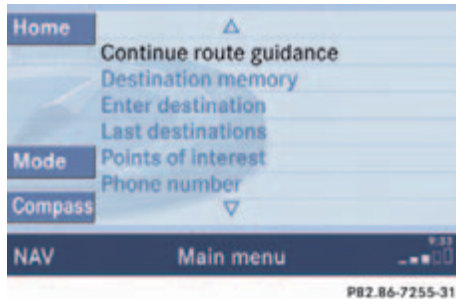 Home
Continue route guidance
Destination memory
Enter destination
Last destinations
Mode
Points of interest
Phone number
Compass
NAV
Main menu
9:33
P82.86-7255-31